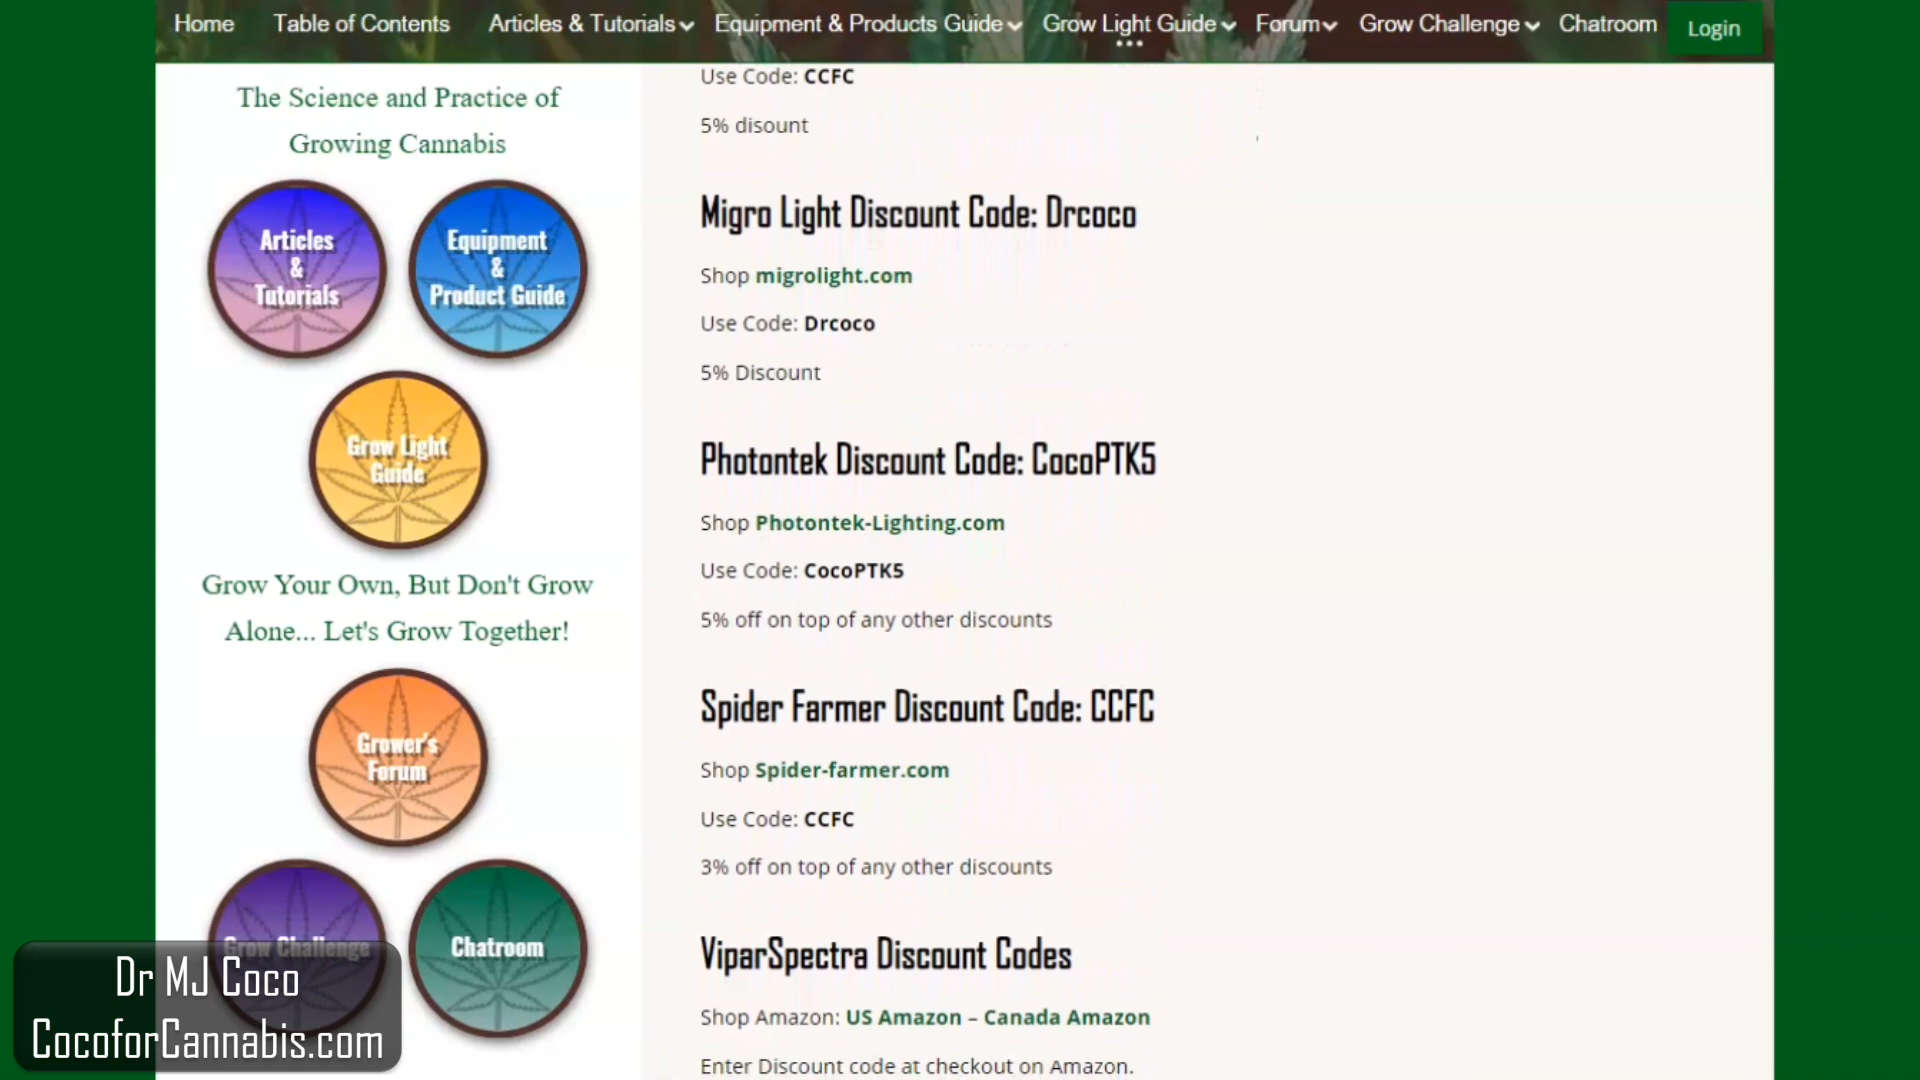 Home Table of Contents Articles & Tutorials Equipment & Products Guide Grow Light Guide Forum Grow Challenge Chatroom Login
The Science and Practice of
Growing Cannabis
Articles
&
Tutorials
Equipment
&
Product Guide
Grow Light
Guide
Grow Your Own, But Don't Grow
Alone... Let's Grow Together!
Grower's
Forum
Grow Challenge
Chatroom
Use Code: CCFC
5% disount
Migro Light Discount Code: Drcoco
Shop migrolight.com
Use Code: Drcoco
5% Discount
Photontek Discount Code: CocoPTK5
Shop Photontek-Lighting.com
Use Code: CocoPTK5
5% off on top of any other discounts
Spider Farmer Discount Code: CCFC
Shop Spider-farmer.com
Use Code: CCFC
3% off on top of any other discounts
ViparSpectra Discount Codes
Shop Amazon: US Amazon – Canada Amazon
Enter Discount code at checkout on Amazon.
Dr MJ Coco
CocoforCannabis.com